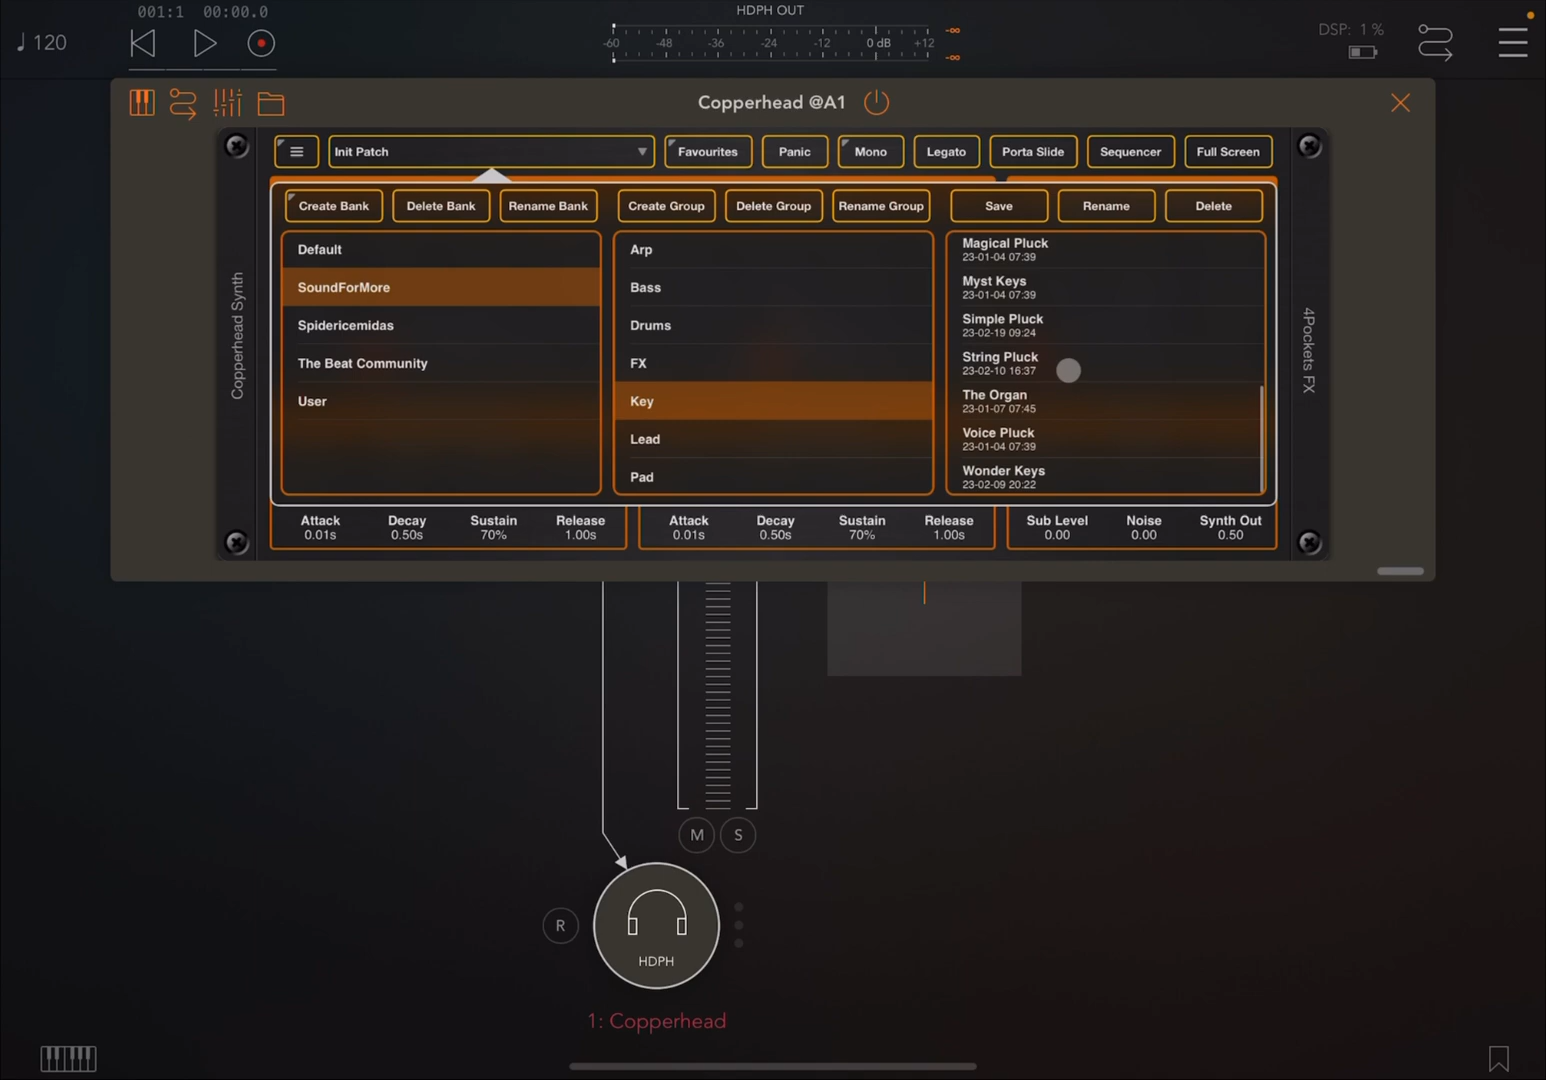 001:1 00:00.0
HDPH OUT
120
-60 -48 -36 -24 -12 0 dB +12
-∞
-∞
DSP: 1 %
Copperhead @A1
Init Patch
Favourites
Panic
Mono
Legato
Porta Slide
Sequencer
Full Screen
Create Bank
Delete Bank
Rename Bank
Create Group
Delete Group
Rename Group
Save
Rename
Delete
Copperhead Synth
Default
SoundForMore
Spidericemidas
The Beat Community
User
Arp
Bass
Drums
FX
Key
Lead
Pad
Magical Pluck
23-01-04 07:39
Myst Keys
23-01-04 07:39
Simple Pluck
23-02-19 09:24
String Pluck
23-02-10 16:37
The Organ
23-01-07 07:45
Voice Pluck
23-01-04 07:39
Wonder Keys
23-02-09 20:22
4Pockets FX
Attack Decay Sustain Release
0.01s 0.50s 70% 1.00s
Attack Decay Sustain Release
0.01s 0.50s 70% 1.00s
Sub Level Noise Synth Out
0.00 0.00 0.50
M S
R
HDPH
1: Copperhead